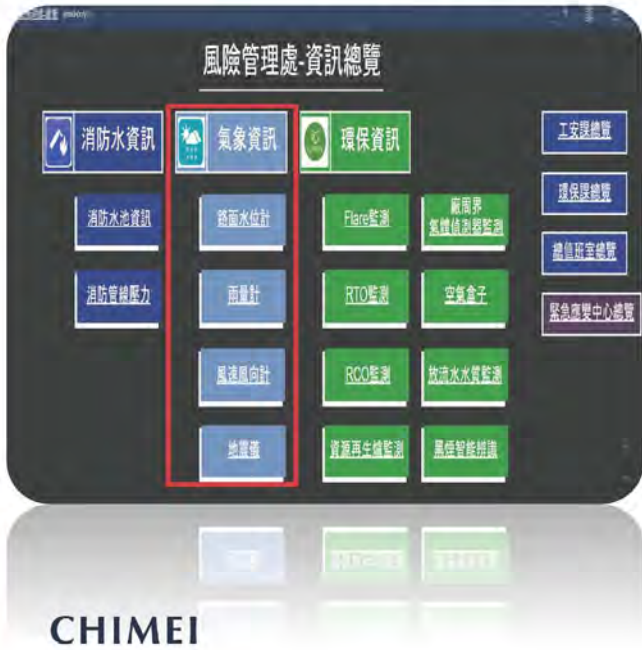 風險管理處-資訊總覽
消防水資訊
氣象資訊
環保資訊
工安課總覽
環保課總覽
總值班室總覽
緊急應變中心總覽
消防水池資訊
路面水位計
Flare監測
廠周界
氣體偵測器監測
消防管線壓力
雨量計
RTO監測
空氣盒子
風速風向計
RCO監測
放流水水質監測
地震儀
資源再生爐監測
黑煙智能辨識
CHIMEI